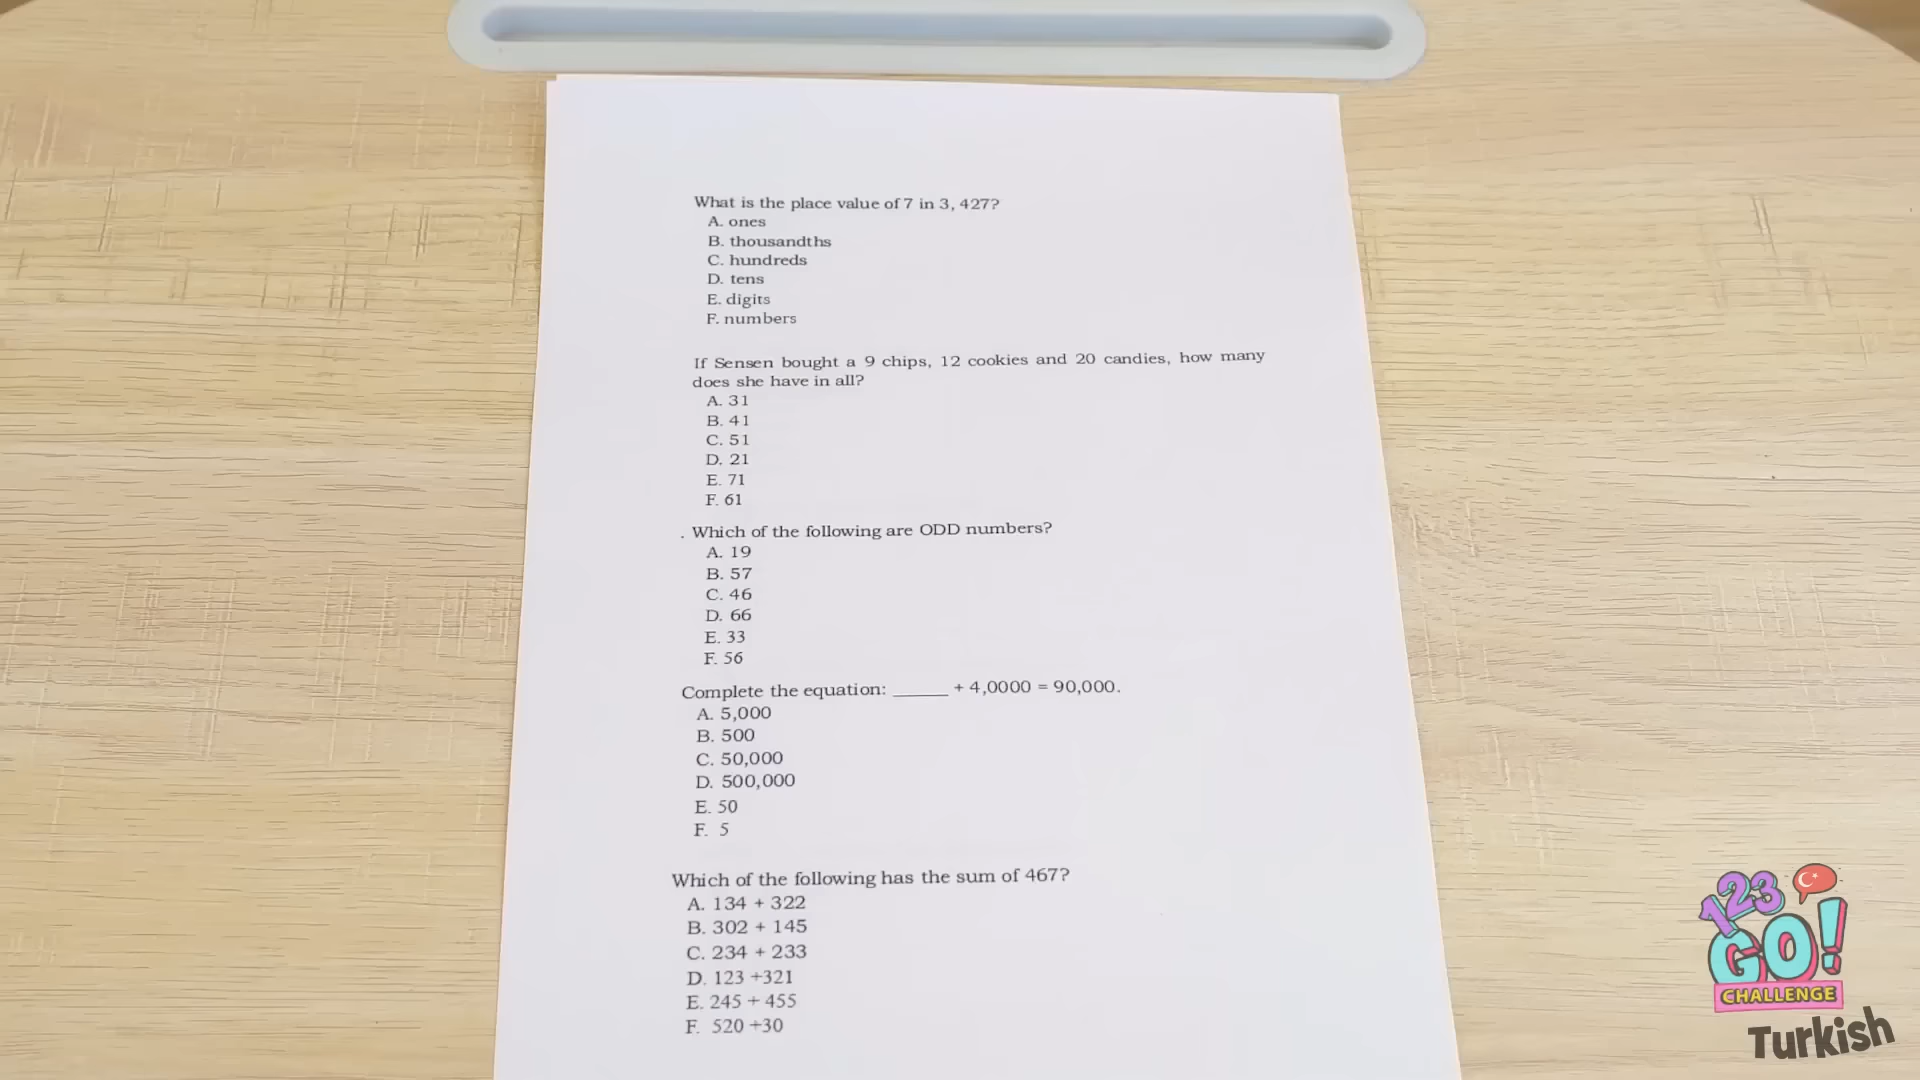 What is the place value of 7 in 3, 427?
A. ones
B. thousandths
C. hundreds
D. tens
E. digits
F. numbers
If Sensen bought a 9 chips, 12 cookies and 20 candies, how many
does she have in all?
A. 31
B. 41
C. 51
D. 21
E. 71
F. 61
. Which of the following are ODD numbers?
A. 19
B. 57
C. 46
D. 66
E. 33
F. 56
Complete the equation: ______ + 4,0000 = 90,000.
A. 5,000
B. 500
C. 50,000
D. 500,000
E. 50
F. 5
Which of the following has the sum of 467?
A. 134 + 322
B. 302 + 145
C. 234 + 233
D. 123 +321
E. 245 + 455
F. 520 +30
123
GO!
CHALLENGE
Turkish